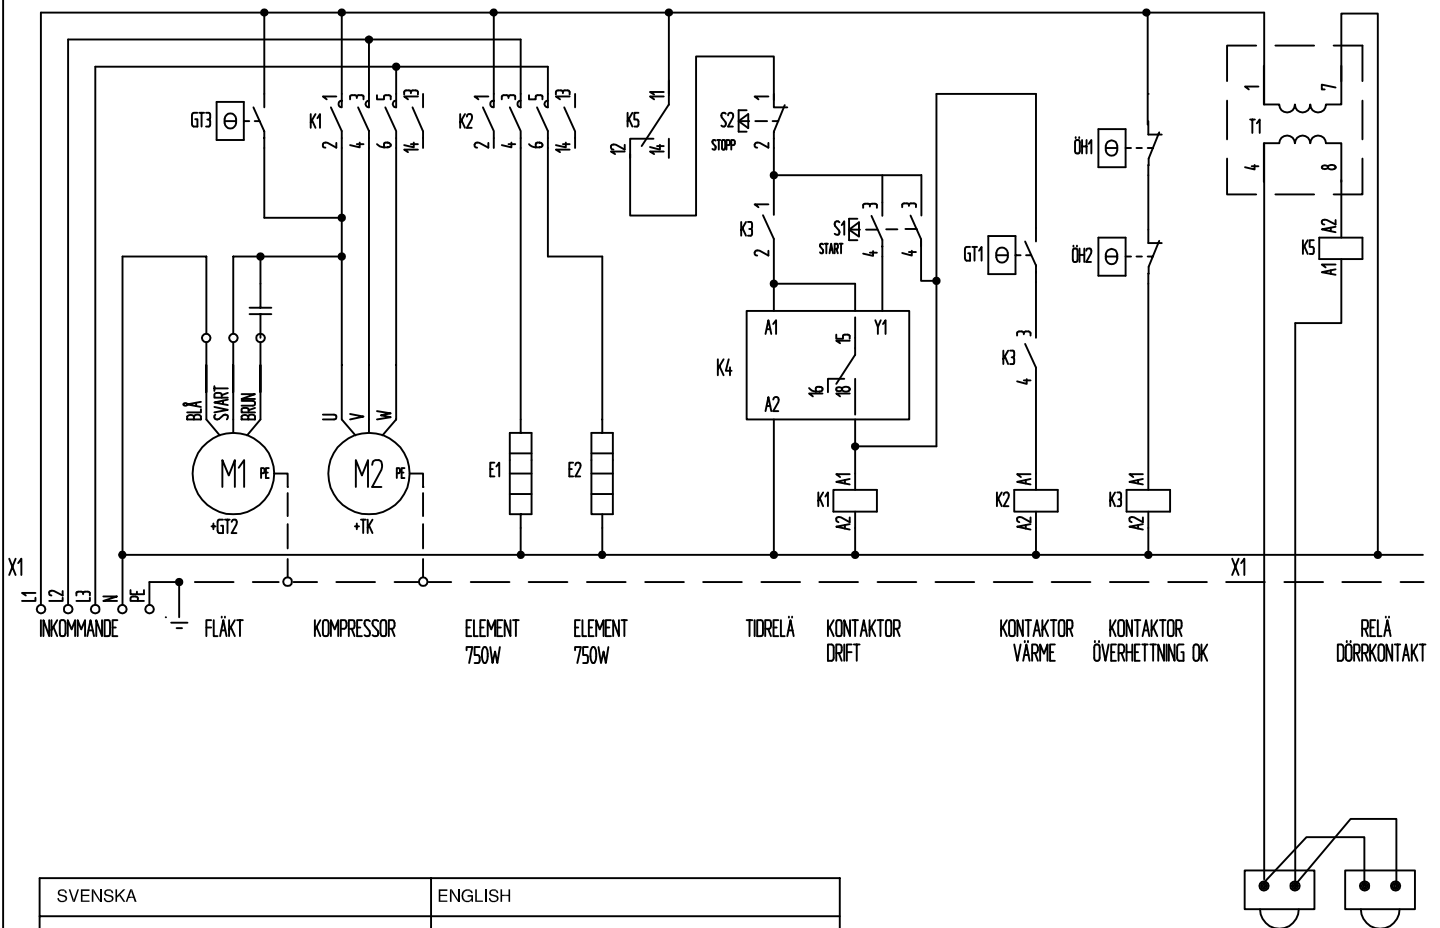 1 3 5 13
1 3 5 13
11
1
1 7
GT3
K1
K2
K5
S2
STOPP
T1
2 4 6 14
2 4 6 14
12 14
2
4 8
ÖH1
K3
1
2
S1
START
3 3
4 4
GT1
ÖH2
A2
K5
A1
A1 Y1
15
K4
16 18
A2
3
K3
4
BLÅ
SVART
BRUN
U V W
M1 PE
M2 PE
E1
E2
A1
K1
A2
A1
K2
A2
A1
K3
A2
+GT2
+TK
X1
X1
L1 L2 L3 N PE
INKOMMANDE
FLÄKT
KOMPRESSOR
ELEMENT
750W
ELEMENT
750W
TIDRELÄ
KONTAKTOR
DRIFT
KONTAKTOR
VÄRME
KONTAKTOR
ÖVERHETTNING OK
RELÄ
DÖRRKONTAKT
SVENSKA
ENGLISH